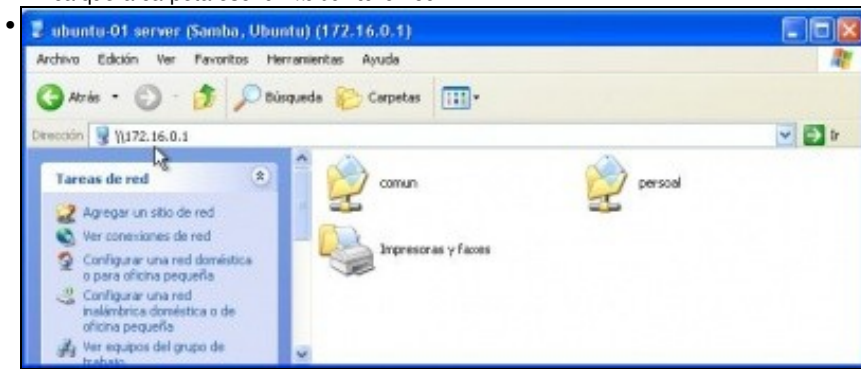 ubuntu-01 server (Samba, Ubuntu) (172.16.0.1)
Archivo Edición Ver Favoritos Herramientas Ayuda
Atrás Búsqueda Carpetas
Dirección \\172.16.0.1 Ir
Tareas de red
Agregar un sitio de red
Ver conexiones de red
Configurar una red doméstica
o para oficina pequeña
Configurar una red
inalámbrica doméstica o de
oficina pequeña
Ver equipos del grupo de
trabajo
comun
persoal
Impresoras y faxes